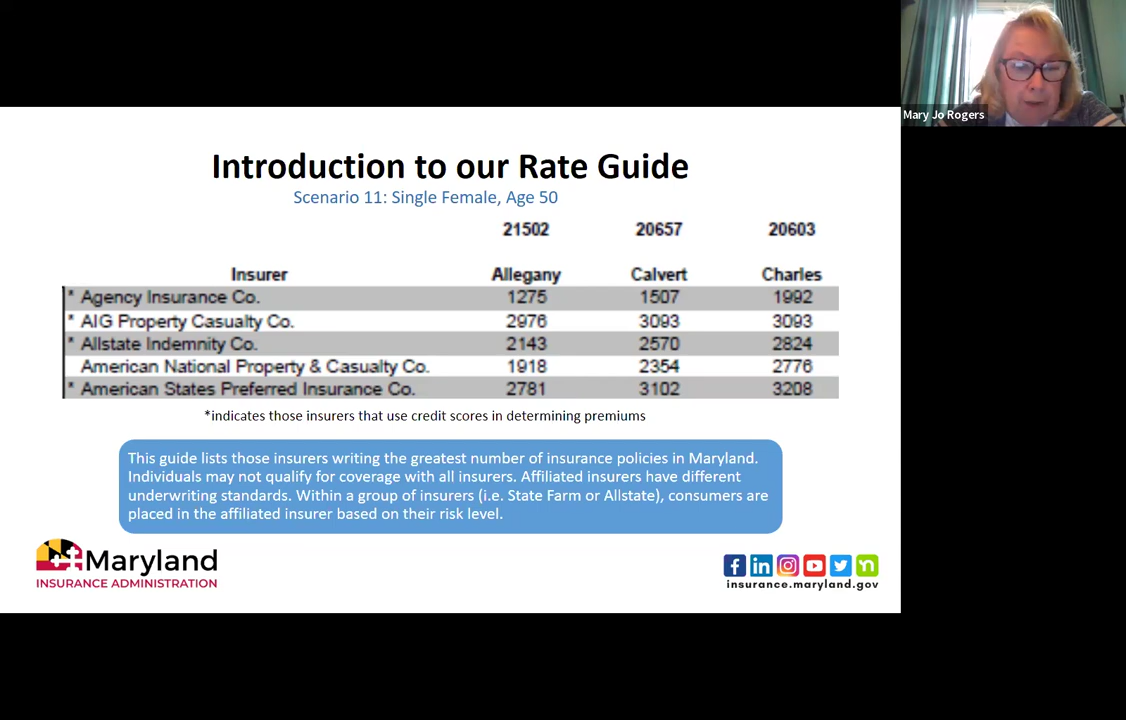 Mary Jo Rogers
Introduction to our Rate Guide
Scenario 11: Single Female, Age 50
21502 20657 20603
Insurer Allegany Calvert Charles
* Agency Insurance Co. 1275 1507 1992
* AIG Property Casualty Co. 2976 3093 3093
* Allstate Indemnity Co. 2143 2570 2824
American National Property & Casualty Co. 1918 2354 2776
* American States Preferred Insurance Co. 2781 3102 3208
*indicates those insurers that use credit scores in determining premiums
This guide lists those insurers writing the greatest number of insurance policies in Maryland.
Individuals may not qualify for coverage with all insurers. Affiliated insurers have different
underwriting standards. Within a group of insurers (i.e. State Farm or Allstate), consumers are
placed in the affiliated insurer based on their risk level.
Maryland
INSURANCE ADMINISTRATION
insurance.maryland.gov